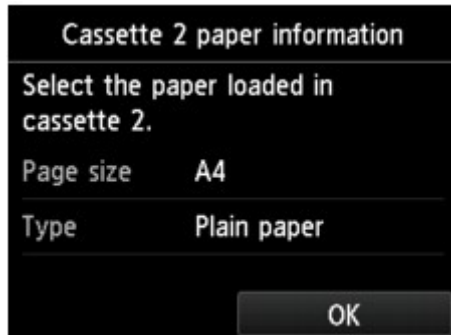 Cassette 2 paper information
Select the paper loaded in
cassette 2.
Page size A4
Type Plain paper
OK